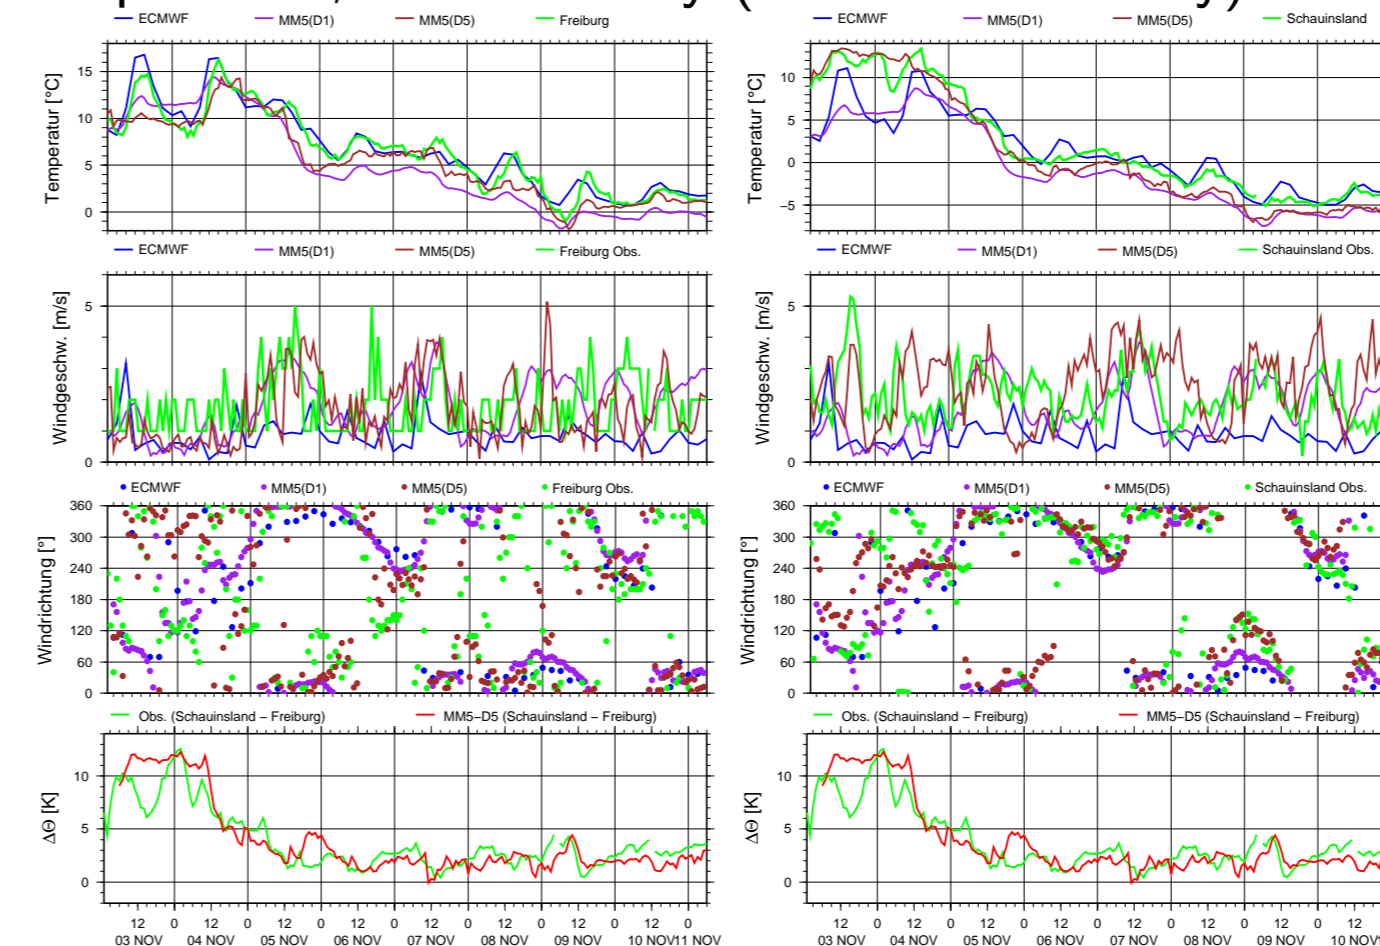 ECMWF MM5(D1) MM5(D5) Freiburg
Temperatur [°C]
15
10
5
0
ECMWF MM5(D1) MM5(D5) Freiburg Obs.
Windgeschw. [m/s]
5
0
ECMWF MM5(D1) MM5(D5) Freiburg Obs.
Windrichtung [°]
360
300
240
180
120
60
0
Obs. (Schauinsland – Freiburg) MM5–D5 (Schauinsland – Freiburg)
ΔΘ [K]
10
5
0
12 0 12 0 12 0 12 0 12 0 12 0 12 0 12 0
03 NOV 04 NOV 05 NOV 06 NOV 07 NOV 08 NOV 09 NOV 10 NOV 11 NOV
ECMWF MM5(D1) MM5(D5) Schauinsland
Temperatur [°C]
10
5
0
–5
ECMWF MM5(D1) MM5(D5) Schauinsland Obs.
Windgeschw. [m/s]
5
0
ECMWF MM5(D1) MM5(D5) Schauinsland Obs.
Windrichtung [°]
360
300
240
180
120
60
0
Obs. (Schauinsland – Freiburg) MM5–D5 (Schauinsland – Freiburg)
ΔΘ [K]
10
5
0
12 0 12 0 12 0 12 0 12 0 12 0 12 0 12
03 NOV 04 NOV 05 NOV 06 NOV 07 NOV 08 NOV 09 NOV 10 NOV